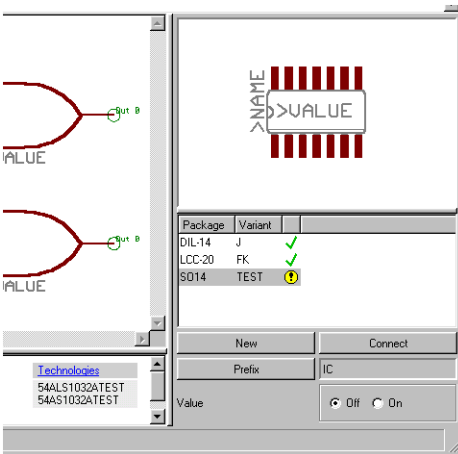 Out B
VALUE
Out B
VALUE
>NAME
>VALUE
Package Variant
DIL-14 J
LCC-20 FK
SO14 TEST
New Connect
Prefix IC
Value Off On
Technologies
54ALS1032ATEST
54AS1032ATEST